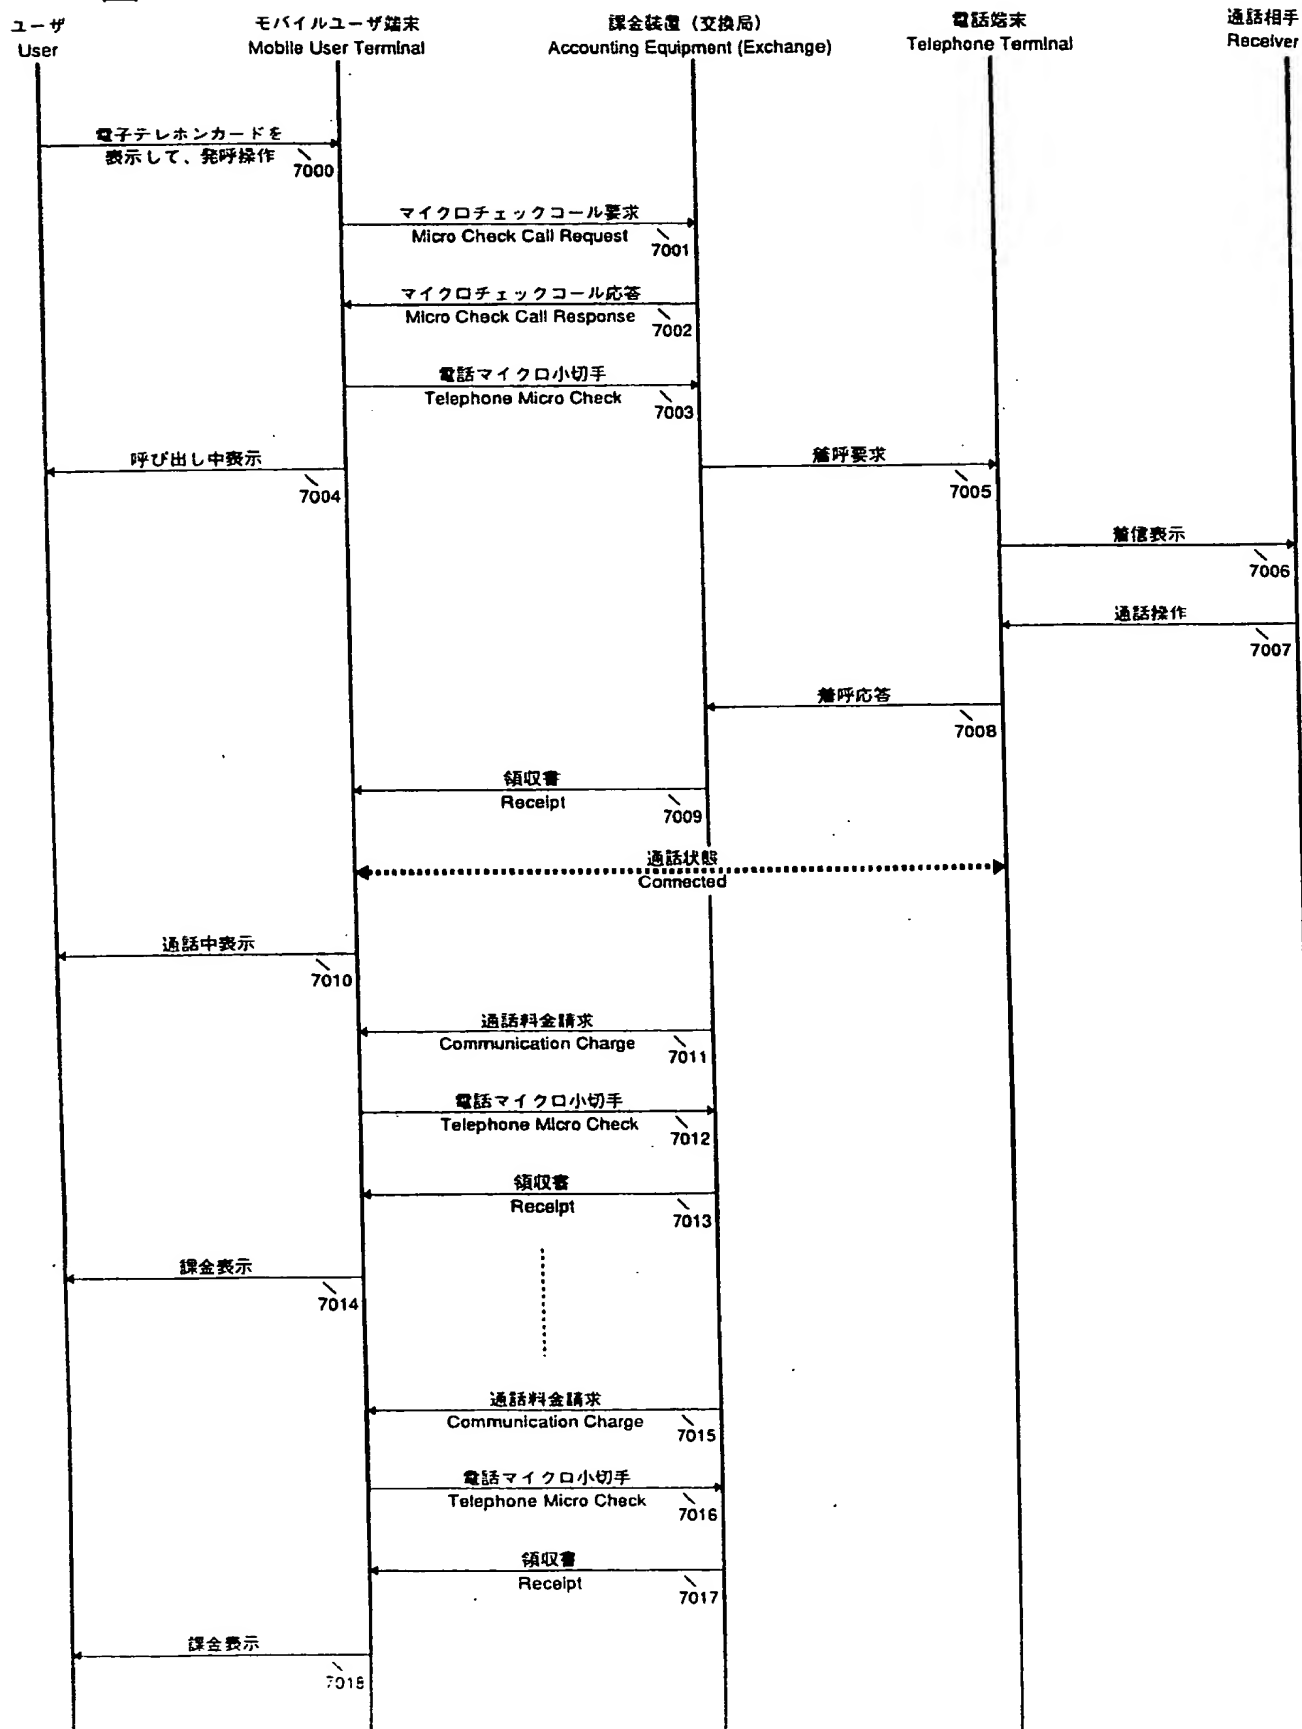 ユーザ
User
モバイルユーザ端末
Mobile User Terminal
課金装置（交換局）
Accounting Equipment (Exchange)
電話端末
Telephone Terminal
通話相手
Receiver
電子テレホンカードを
表示して、発呼操作
7000
マイクロチェックコール要求
Micro Check Call Request
7001
マイクロチェックコール応答
Micro Check Call Response
7002
電話マイクロ小切手
Telephone Micro Check
7003
呼び出し中表示
7004
着呼要求
7005
着信表示
7006
通話操作
7007
着呼応答
7008
領収書
Receipt
7009
通話状態
Connected
通話中表示
7010
通話料金請求
Communication Charge
7011
電話マイクロ小切手
Telephone Micro Check
7012
領収書
Receipt
7013
課金表示
7014
通話料金請求
Communication Charge
7015
電話マイクロ小切手
Telephone Micro Check
7016
領収書
Receipt
7017
課金表示
7018